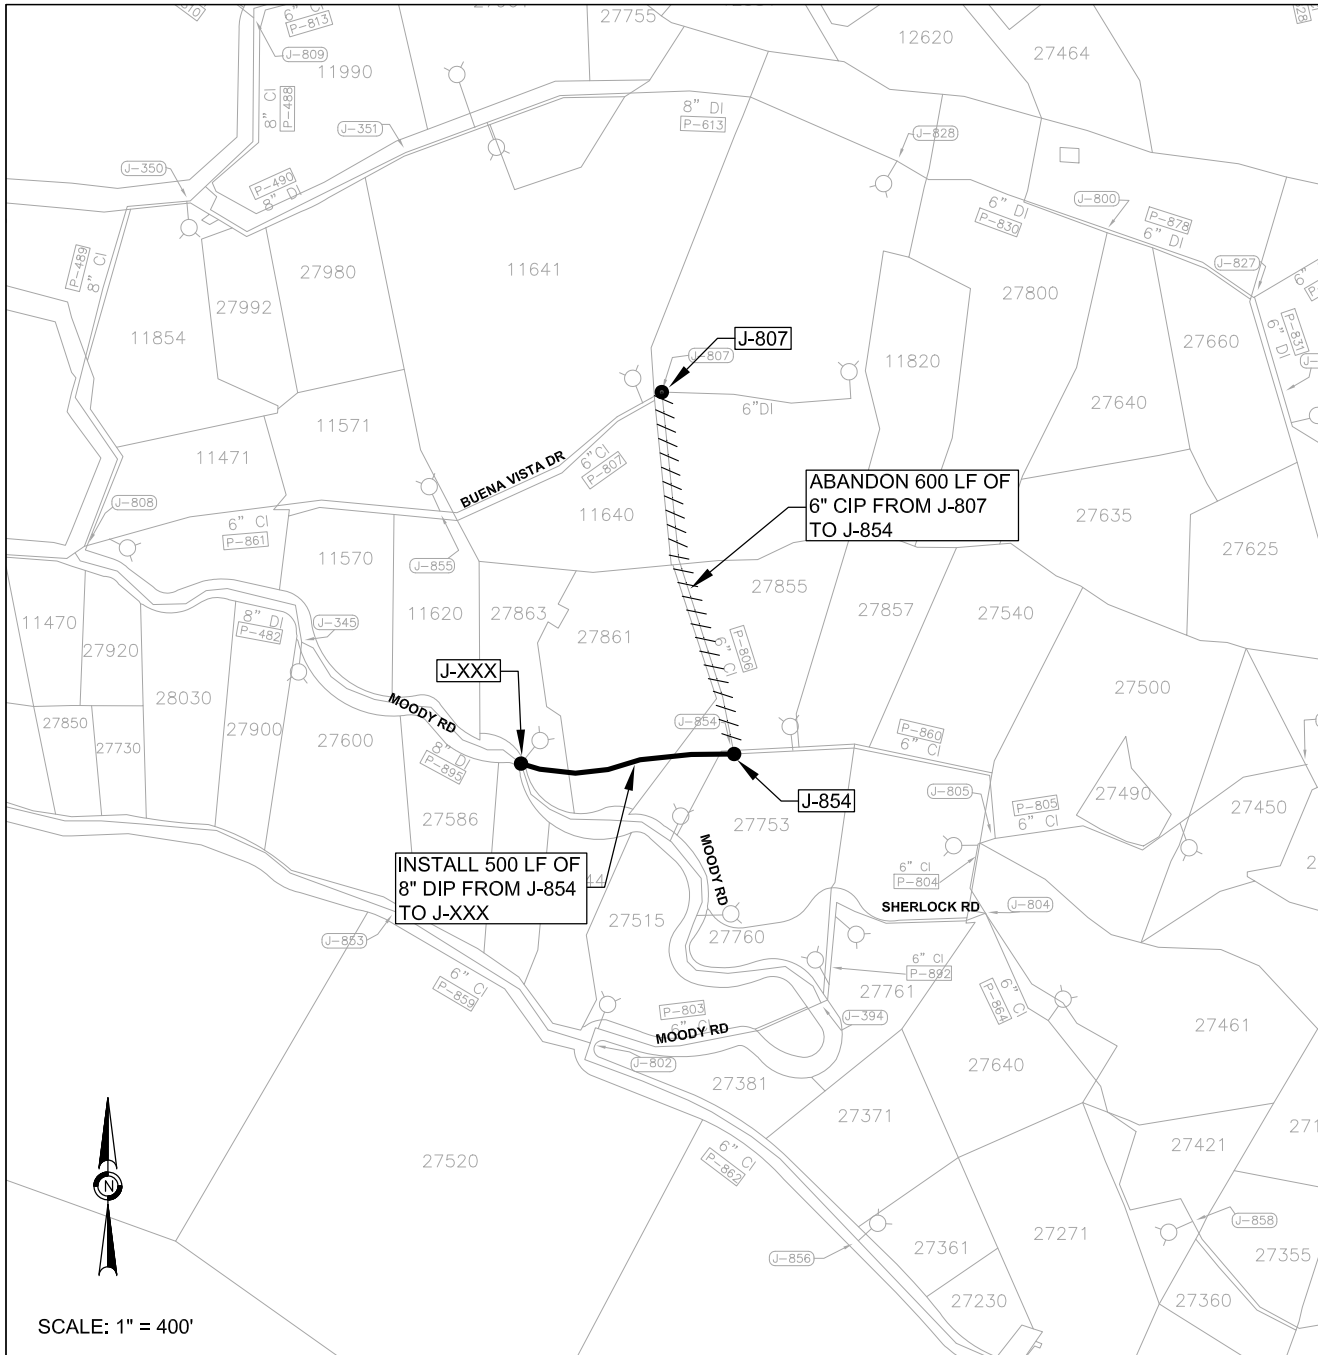 6" CI
P-813
27755
12620
27464
J-809
11990
8" CI
P-488
8" DI
P-613
J-351
J-828
J-350
P-490
8" DI
6" DI
P-830
J-800
P-878
6" DI
P-489
8" CI
27980
11641
27992
27800
J-827
11854
J-807
J-807
11820
27660
P-831
6" DI
6"DI
27640
11571
11471
BUENA VISTA DR
6" CI
P-807
ABANDON 600 LF OF
6" CIP FROM J-807
TO J-854
J-808
11640
6" CI
P-861
27635
27625
11570
J-855
27855
11470
8" DI
P-482
J-345
11620
27863
27861
27857
27540
27920
P-806
6" CI
J-XXX
28030
MOODY RD
27500
27850
27730
27900
27600
J-854
P-860
6" CI
8" DI
P-895
J-854
J-805
P-805
6" CI
27490
27450
27586
27753
INSTALL 500 LF OF
8" DIP FROM J-854
TO J-XXX
44
MOODY RD
6" CI
P-804
SHERLOCK RD
J-804
27515
27760
J-853
6" CI
P-859
6" CI
P-892
27761
6" CI
P-864
P-803
6" CI
MOODY RD
J-394
27461
J-802
27381
27640
27371
27421
27520
6" CI
P-862
N
J-858
27271
27361
27355
J-856
27230
27360
SCALE: 1" = 400'